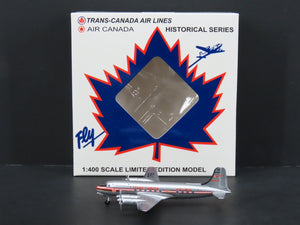 TRANS-CANADA AIR LINES
AIR CANADA HISTORICAL SERIES
Fly
1:400 SCALE LIMITED EDITION MODEL